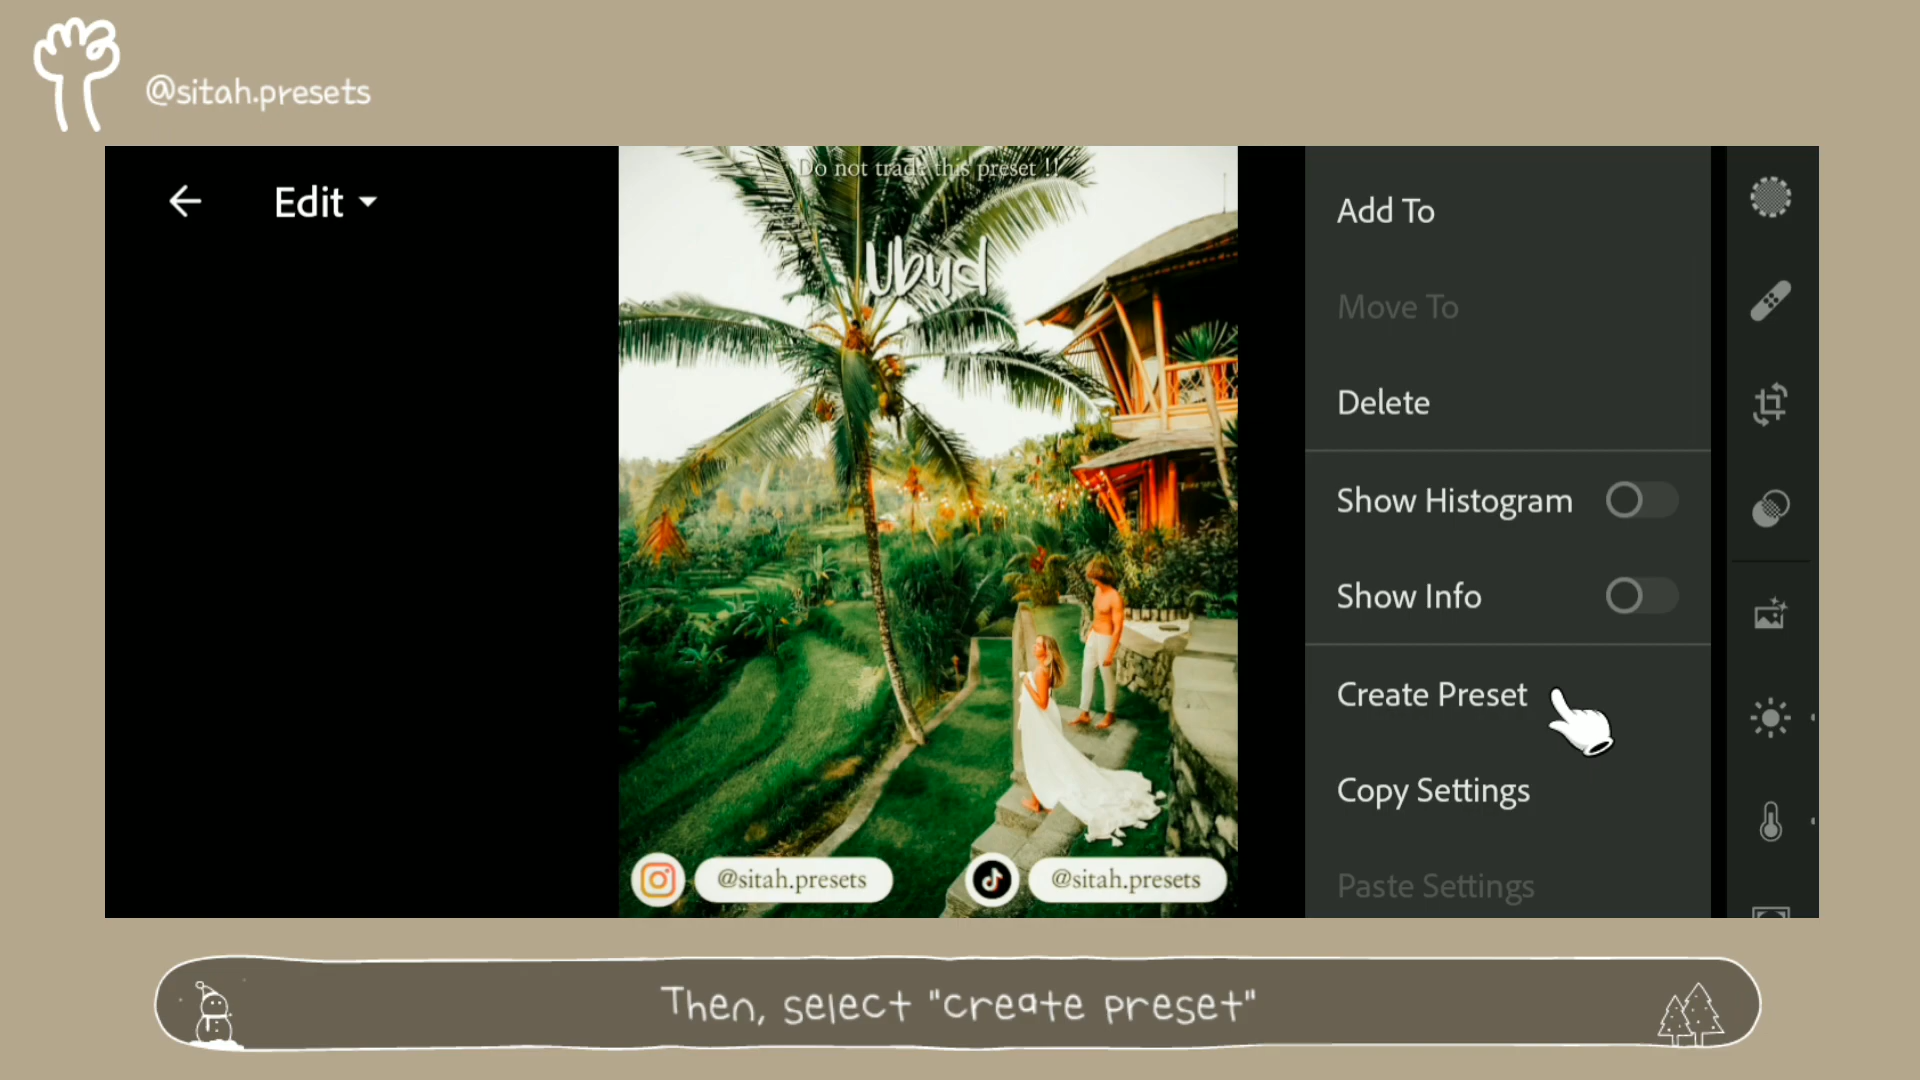 @sitah.presets
Edit
Do not trade this preset !!
Ubud
@sitah.presets
@sitah.presets
Add To
Move To
Delete
Show Histogram
Show Info
Create Preset
Copy Settings
Paste Settings
Then, select "create preset"